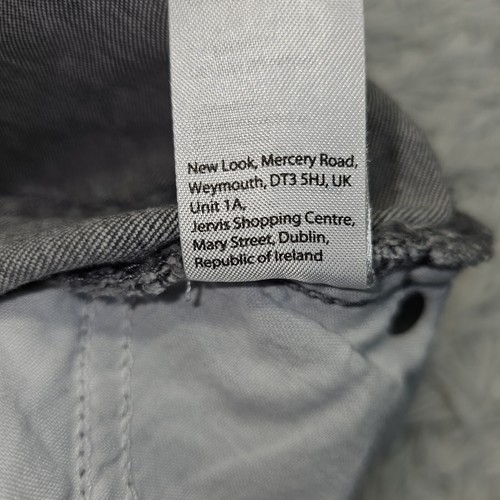 New Look, Mercery Road,
Weymouth, DT3 5HJ, UK
Unit 1A,
Jervis Shopping Centre,
Mary Street, Dublin,
Republic of Ireland